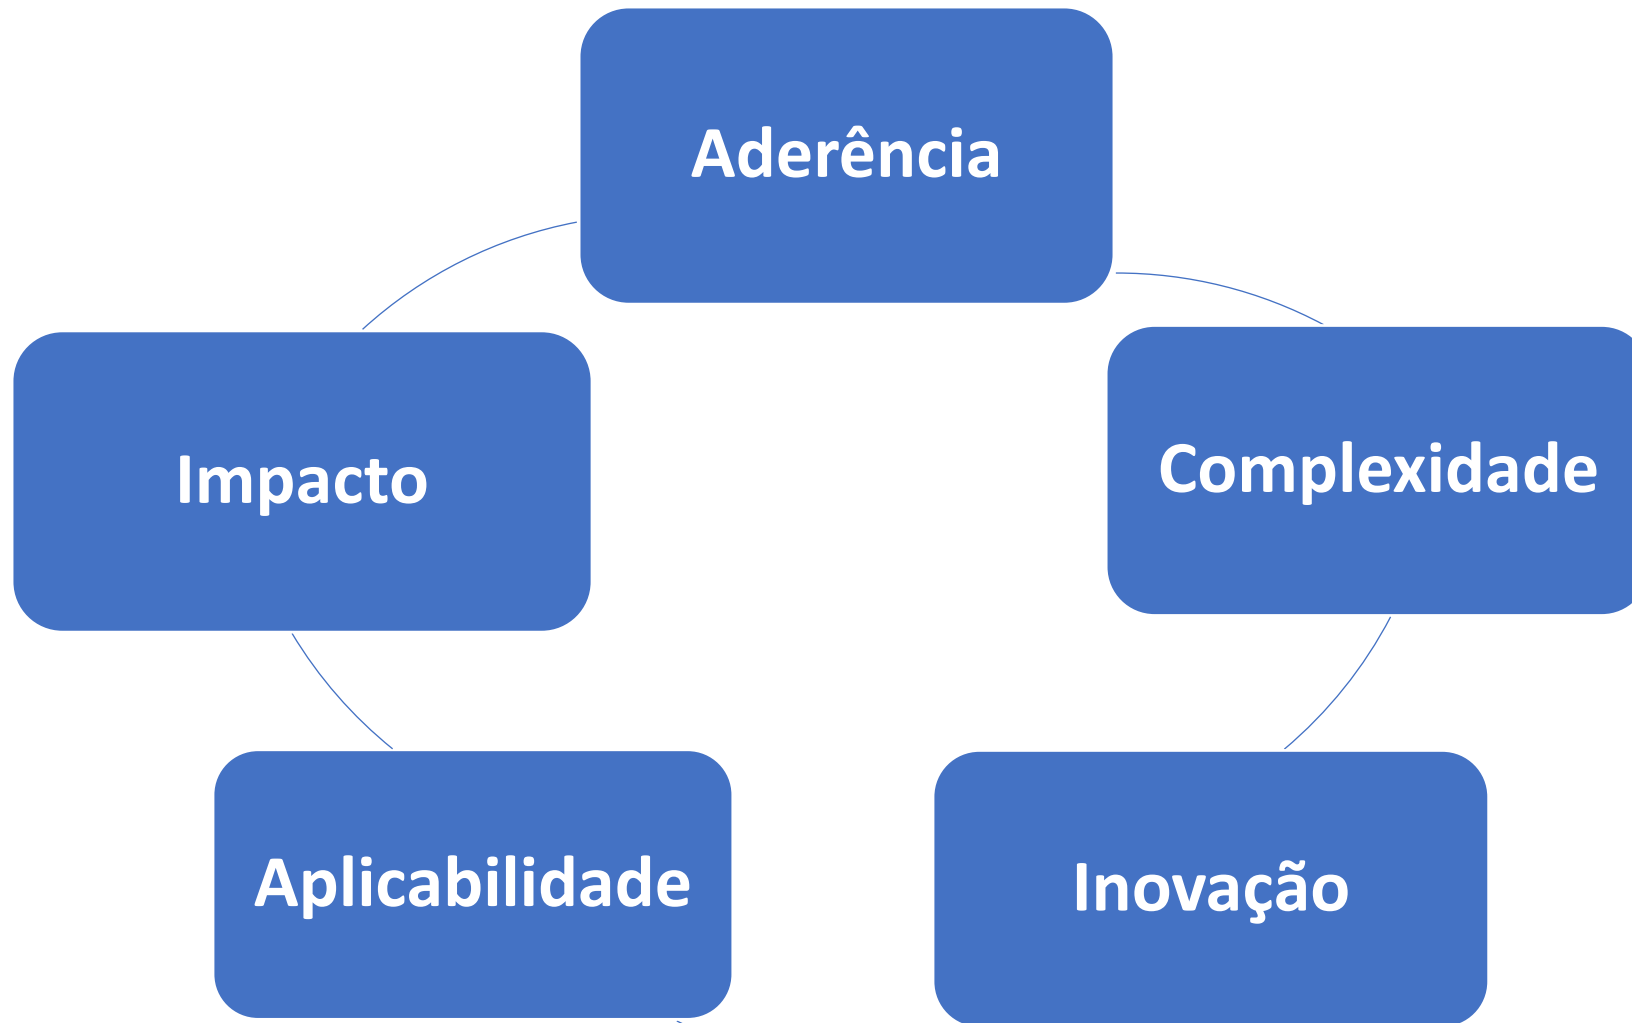 Aderência
Impacto
Complexidade
Aplicabilidade
Inovação